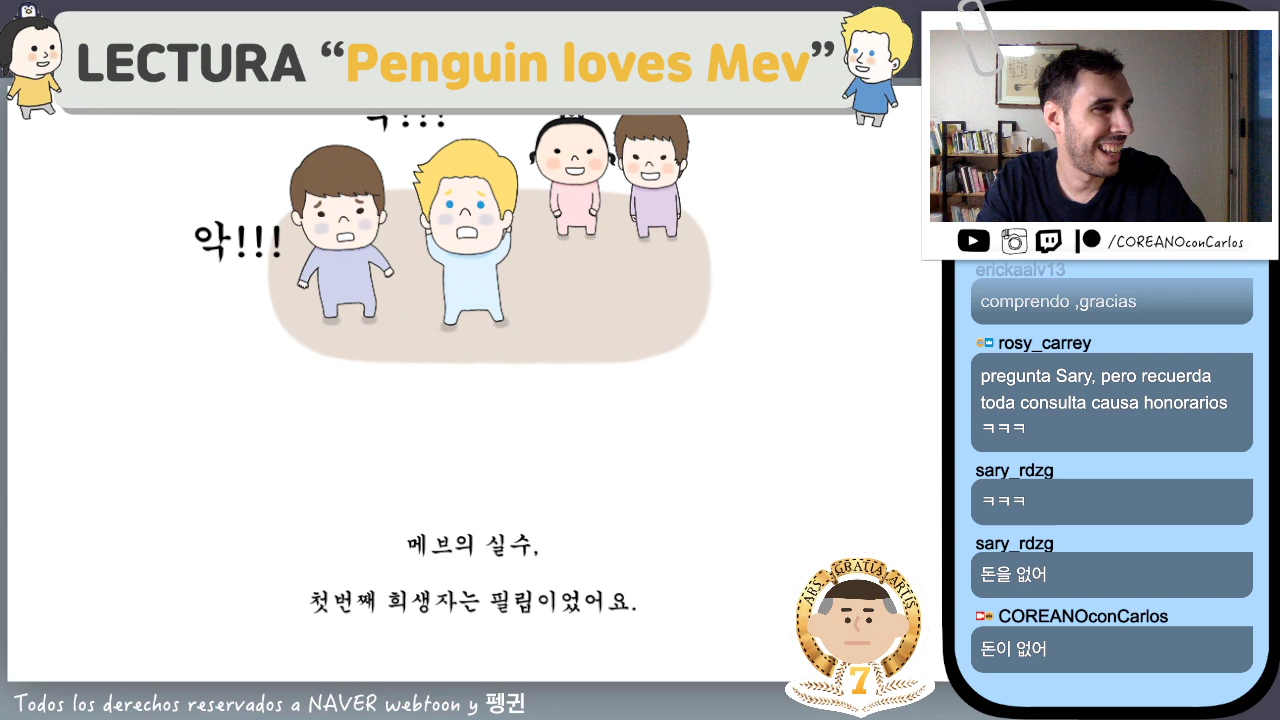 LECTURA “Penguin loves Mev”
악!!!
메브의 실수,
첫번째 희생자는 필립이었어요.
ARS GRATIA ARTIS
7
Todos los derechos reservados a NAVER webtoon y 펭귄
/COREANOconCarlos
erickaalv13
comprendo ,gracias
rosy_carrey
pregunta Sary, pero recuerda
toda consulta causa honorarios
ㅋㅋㅋ
sary_rdzg
ㅋㅋㅋ
sary_rdzg
돈을 없어
COREANOconCarlos
돈이 없어